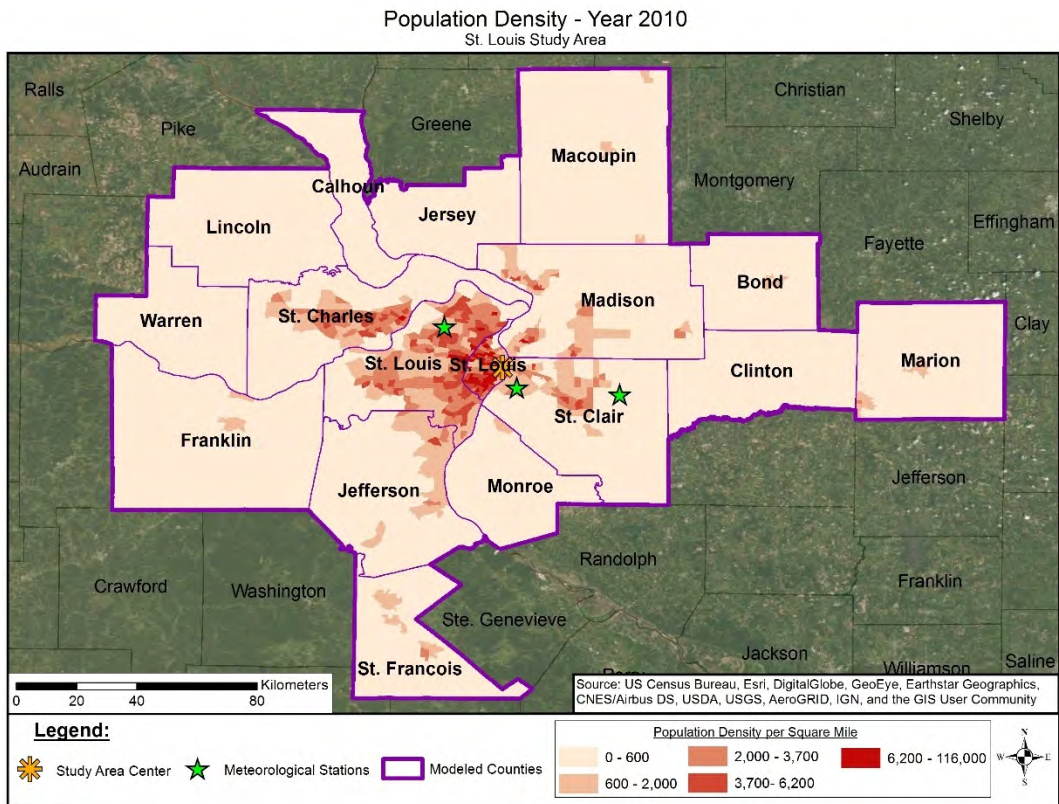 Population Density - Year 2010
St. Louis Study Area
Ralls
Pike
Greene
Christian
Shelby
Audrain
Macoupin
Montgomery
Calhoun
Jersey
Lincoln
Effingham
Fayette
Bond
Madison
Warren
St. Charles
Clay
St. Louis
St. Louis
Marion
Clinton
St. Clair
Franklin
Jefferson
Monroe
Jefferson
Randolph
Crawford
Washington
Franklin
Ste. Genevieve
Jackson
St. Francois
Williamson
Saline
Kilometers
0 20 40 80
Source: US Census Bureau, Esri, DigitalGlobe, GeoEye, Earthstar Geographics,
CNES/Airbus DS, USDA, USGS, AeroGRID, IGN, and the GIS User Community
Legend:
Study Area Center
Meteorological Stations
Modeled Counties
Population Density per Square Mile
0 - 600
2,000 - 3,700
6,200 - 116,000
600 - 2,000
3,700- 6,200
N
W E
S